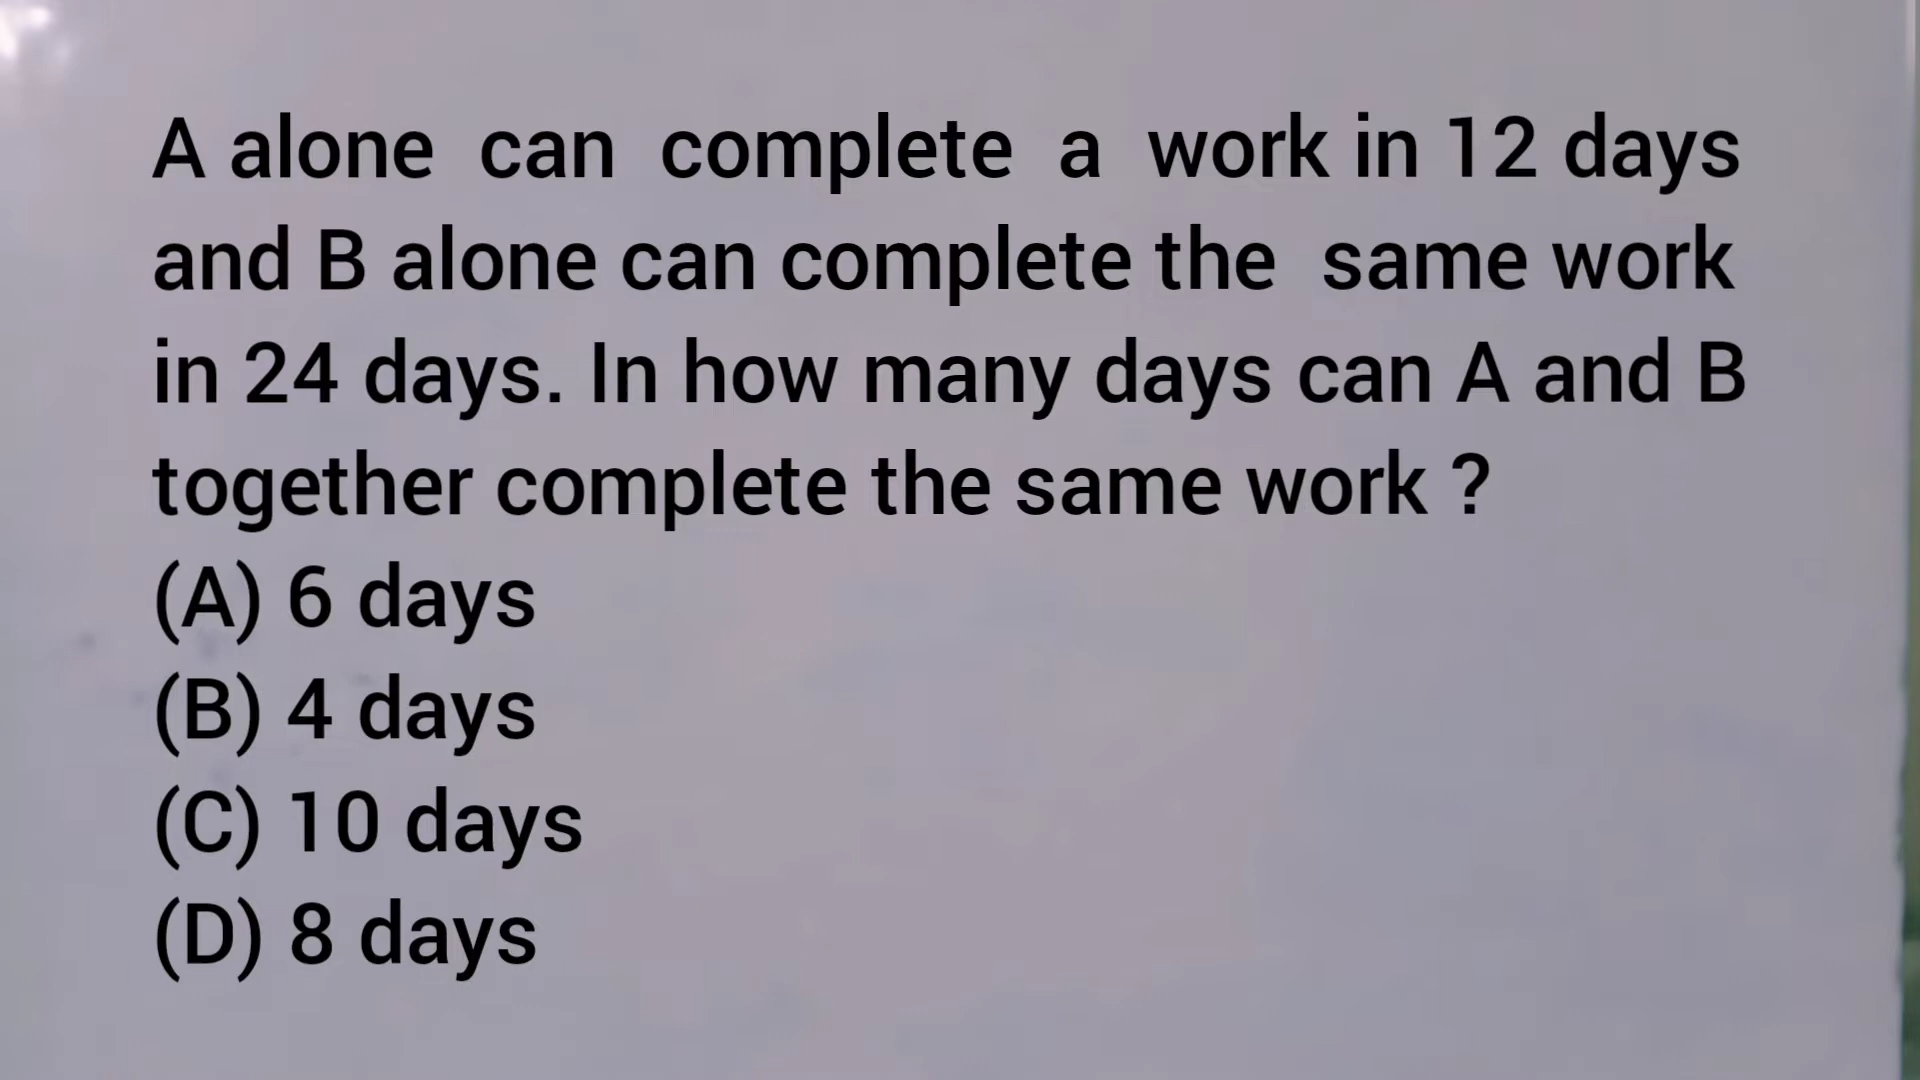 A alone can complete a work in 12 days
and B alone can complete the same work
in 24 days. In how many days can A and B
together complete the same work ?
(A) 6 days
(B) 4 days
(C) 10 days
(D) 8 days